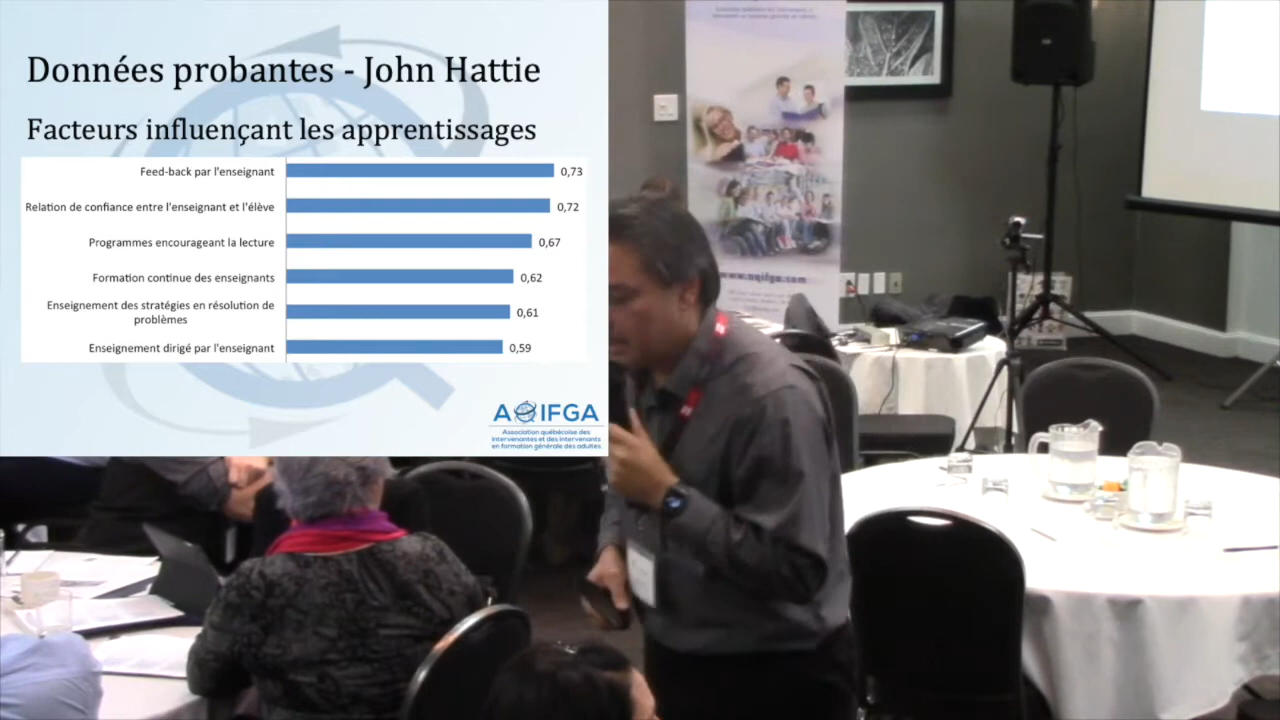 Données probantes - John Hattie
Facteurs influençant les apprentissages
Feed-back par l'enseignant 0,73
Relation de confiance entre l'enseignant et l'élève 0,72
Programmes encourageant la lecture 0,67
Formation continue des enseignants 0,62
Enseignement des stratégies en résolution de
problèmes 0,61
Enseignement dirigé par l'enseignant 0,59
AQIFGA
Association québécoise des
intervenantes et des intervenants
en formation générale des adultes
www.aqifga.com